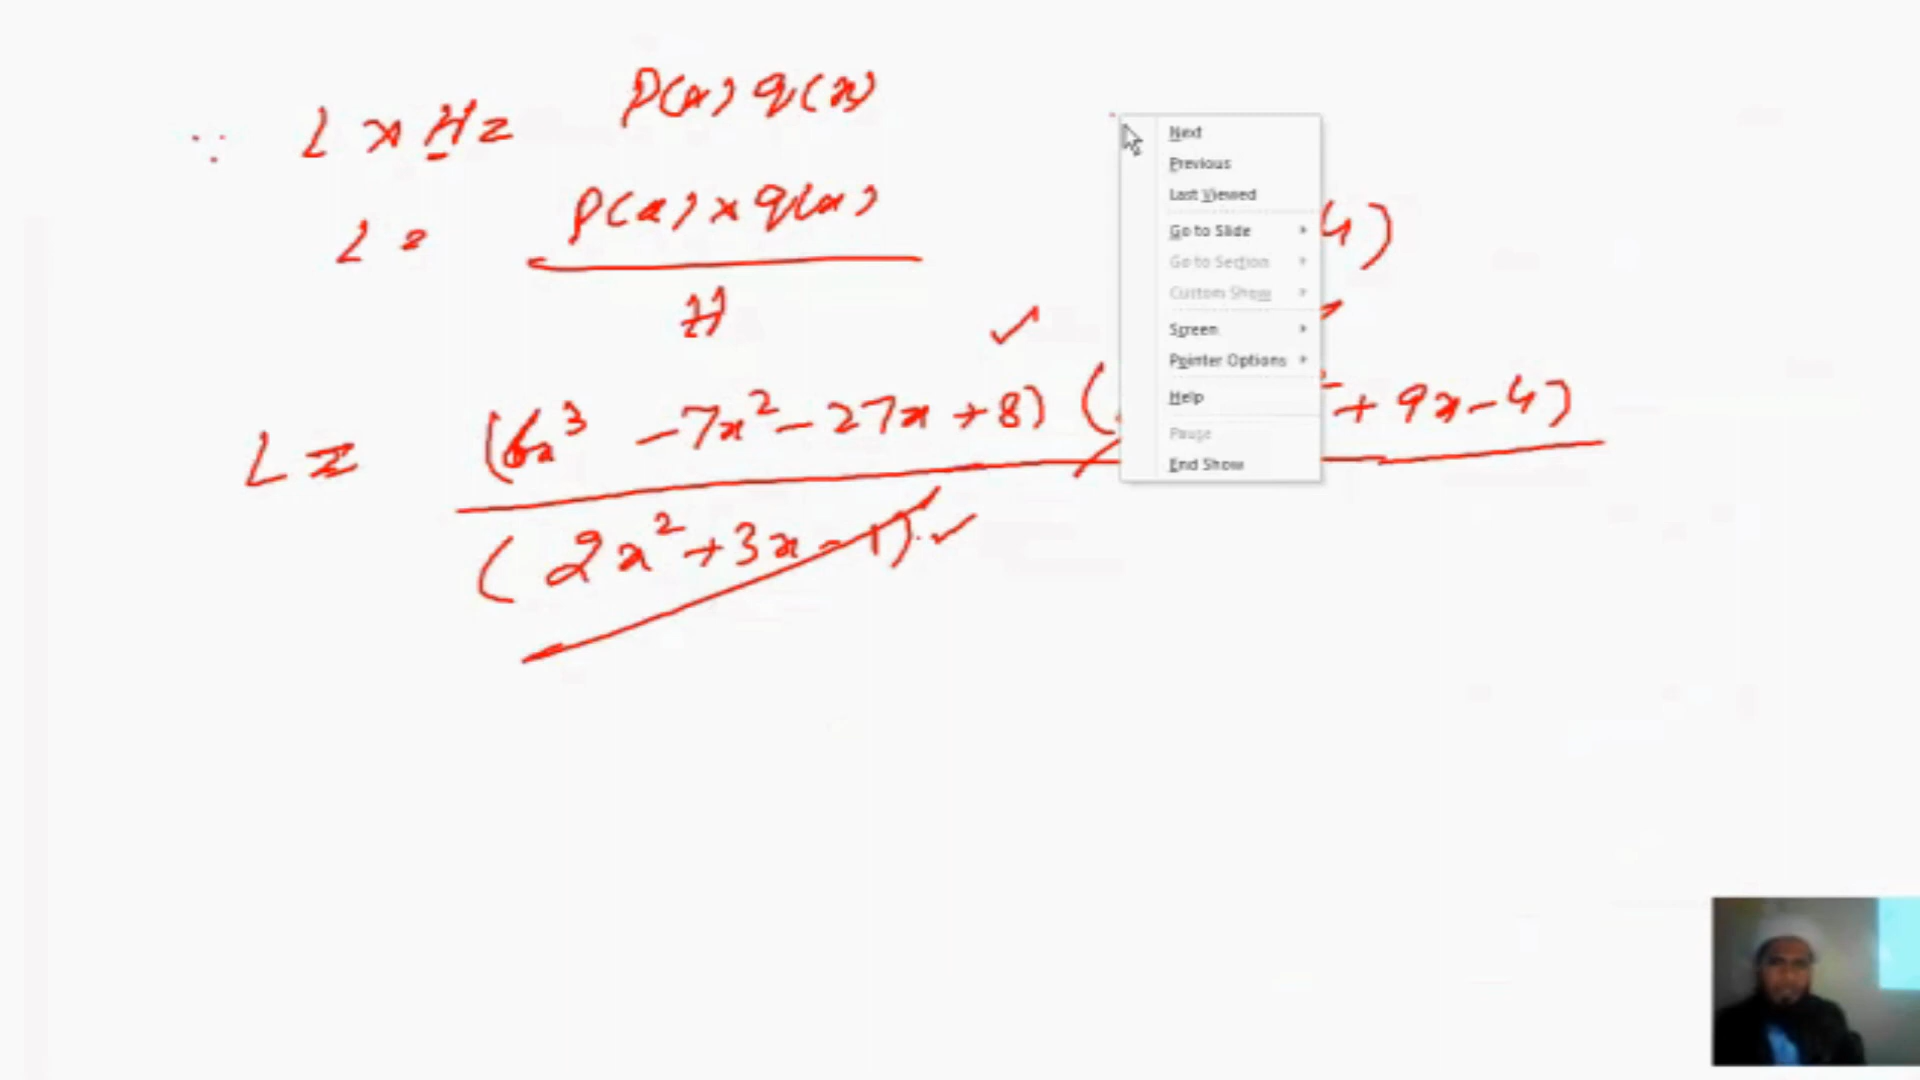 ∵ L x H = P(x) q(x)
L = P(x) x q(x)
H
4)
L = (6x³ - 7x² - 27x + 8) ( ² + 9x - 4)
(2x² + 3x - 1)
Next
Previous
Last Viewed
Go to Slide
Go to Section
Custom Show
Screen
Pointer Options
Help
Pause
End Show